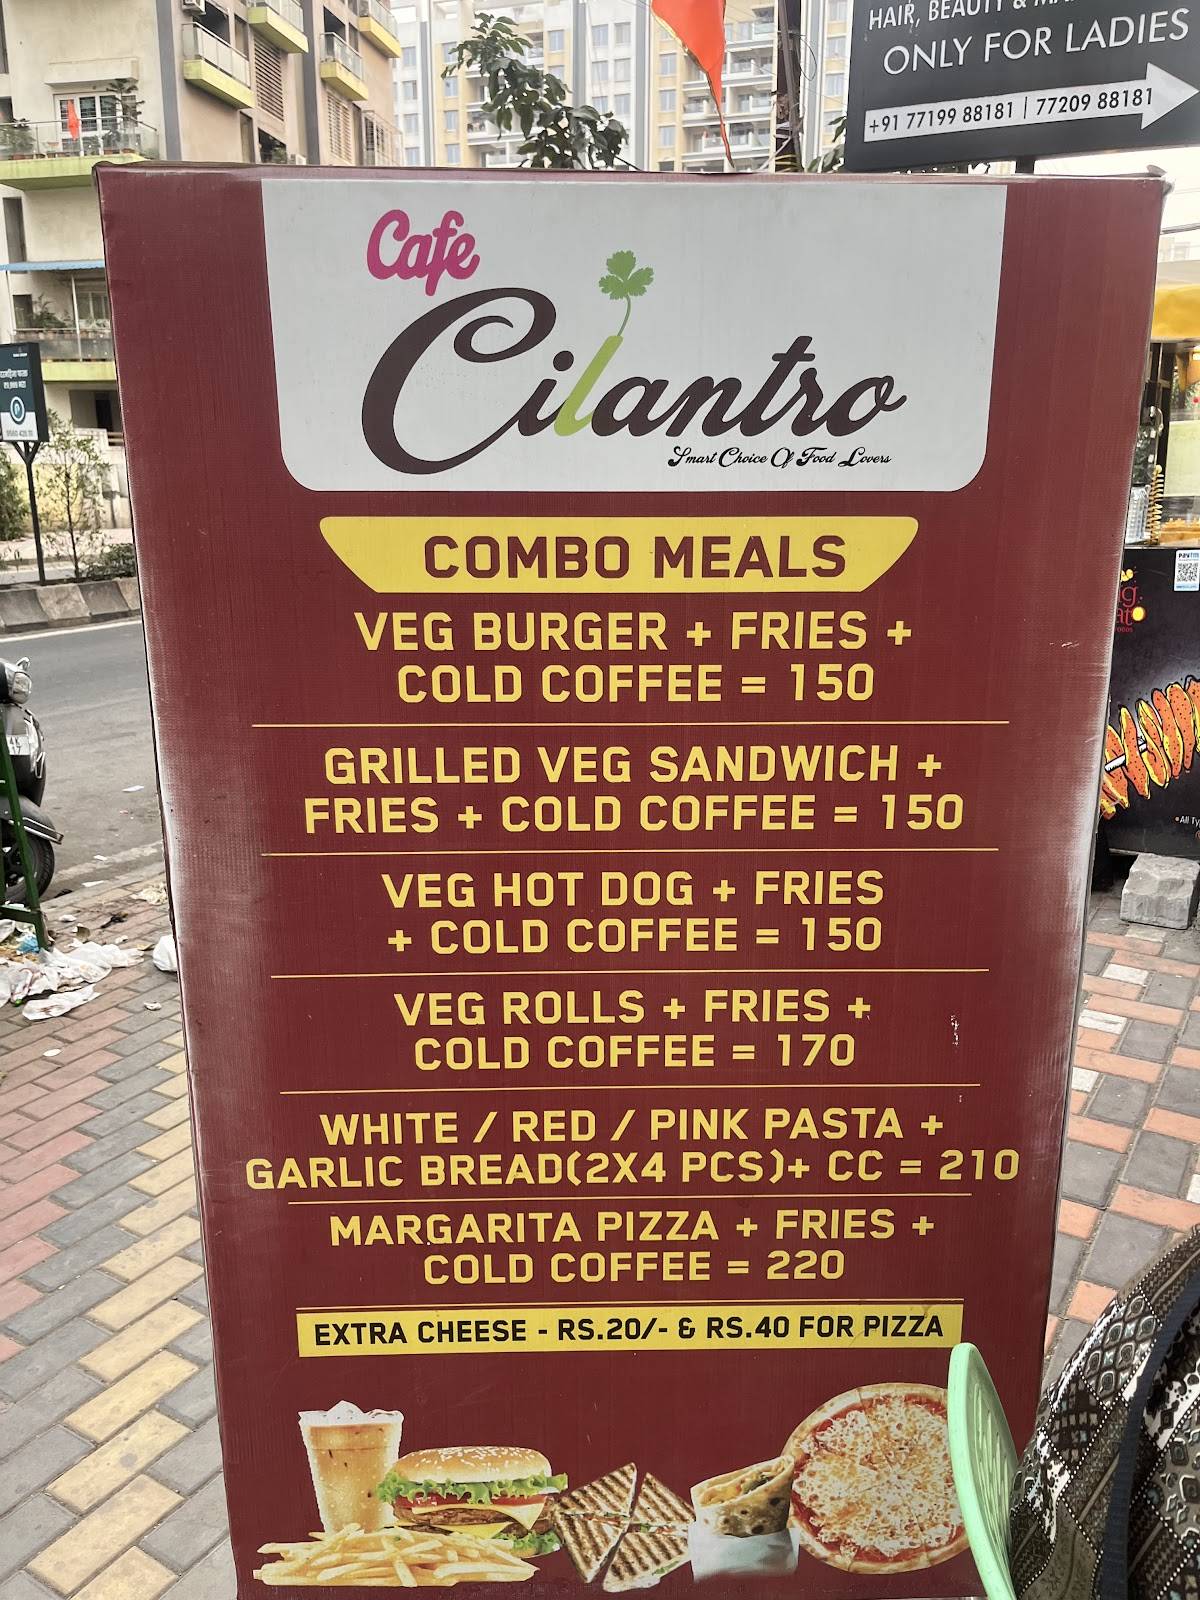 HAIR, BEAUTY &
ONLY FOR LADIES
+91 77199 88181 | 77209 88181
Cafe
Cilantro
Smart Choice Of Food Lovers
COMBO MEALS
VEG BURGER + FRIES +
COLD COFFEE = 150
GRILLED VEG SANDWICH +
FRIES + COLD COFFEE = 150
VEG HOT DOG + FRIES
+ COLD COFFEE = 150
VEG ROLLS + FRIES +
COLD COFFEE = 170
WHITE / RED / PINK PASTA +
GARLIC BREAD(2X4 PCS)+ CC = 210
MARGARITA PIZZA + FRIES +
COLD COFFEE = 220
EXTRA CHEESE - RS.20/- & RS.40 FOR PIZZA
Paytm